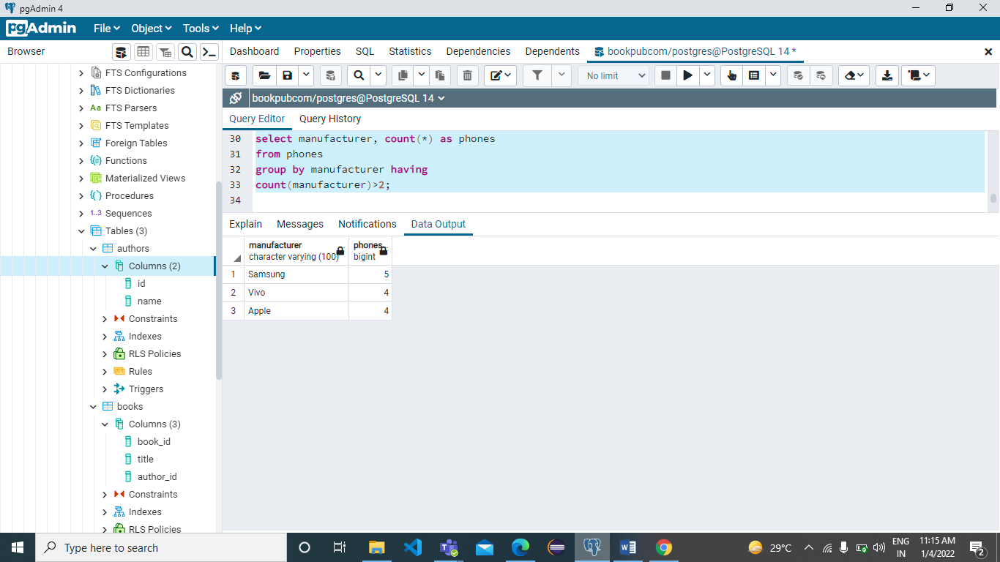 pgAdmin 4
pgAdmin File Object Tools Help
Browser
Dashboard Properties SQL Statistics Dependencies Dependents bookpubcom/postgres@PostgreSQL 14 *
No limit
bookpubcom/postgres@PostgreSQL 14
Query Editor Query History
FTS Configurations
FTS Dictionaries
Aa FTS Parsers
FTS Templates
Foreign Tables
Functions
Materialized Views
Procedures
1..3 Sequences
Tables (3)
authors
Columns (2)
id
name
Constraints
Indexes
RLS Policies
Rules
Triggers
books
Columns (3)
book_id
title
author_id
Constraints
Indexes
RLS Policies
30 select manufacturer, count(*) as phones
31 from phones
32 group by manufacturer having
33 count(manufacturer)>2;
34
Explain Messages Notifications Data Output
manufacturer phones
character varying (100) bigint
1 Samsung 5
2 Vivo 4
3 Apple 4
Type here to search
29°C
ENG
IN
11:15 AM
1/4/2022
2